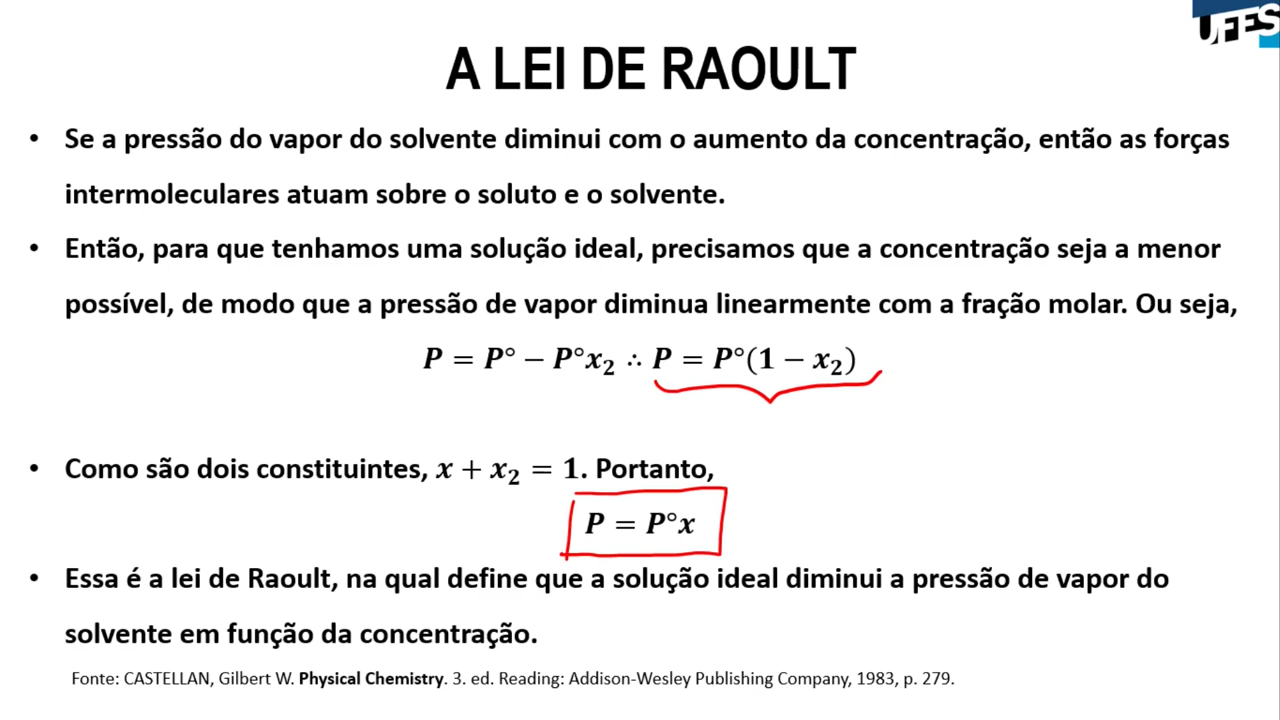 UFES
A LEI DE RAOULT
• Se a pressão do vapor do solvente diminui com o aumento da concentração, então as forças
intermoleculares atuam sobre o soluto e o solvente.
• Então, para que tenhamos uma solução ideal, precisamos que a concentração seja a menor
possível, de modo que a pressão de vapor diminua linearmente com a fração molar. Ou seja,
P = P° − P°x₂ ∴ P = P°(1 − x₂)
• Como são dois constituintes, x + x₂ = 1. Portanto,
P = P°x
• Essa é a lei de Raoult, na qual define que a solução ideal diminui a pressão de vapor do
solvente em função da concentração.
Fonte: CASTELLAN, Gilbert W. Physical Chemistry. 3. ed. Reading: Addison-Wesley Publishing Company, 1983, p. 279.